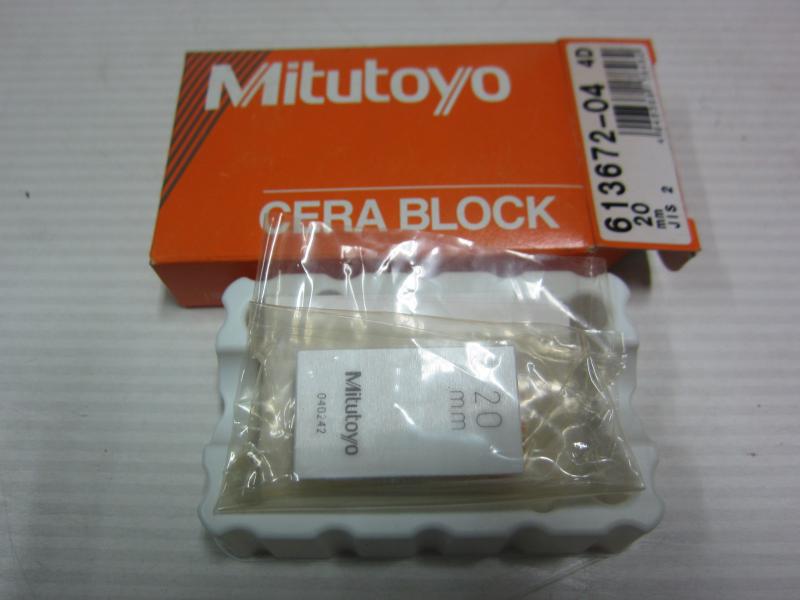 Mitutoyo
CERA BLOCK
613672-04 4D
20
mm
JIS 2
20
mm
Mitutoyo
040242